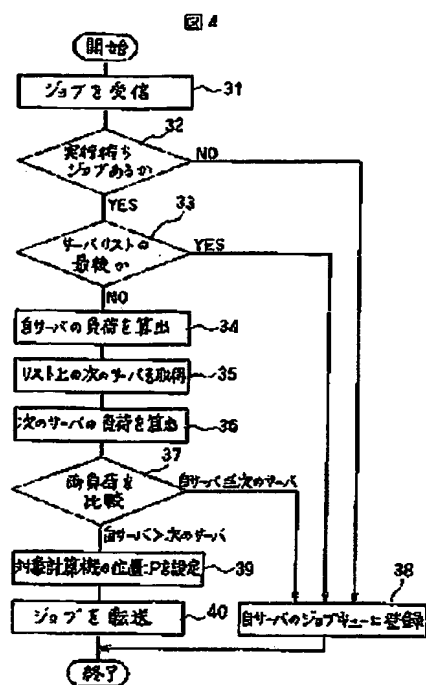 図 4
開始
ジョブを受信
31
32
実行待ち
ジョブあるか
NO
YES
33
サーバリストの
最後か
YES
NO
自サーバの負荷を算出
34
リスト上の次のサーバを取得
35
次のサーバの負荷を算出
36
37
両負荷を
比較
自サーバ≦次のサーバ
自サーバ>次のサーバ
対象計算機の位置:Pを設定
39
38
ジョブを転送
40
自サーバのジョブキューに登録
終了